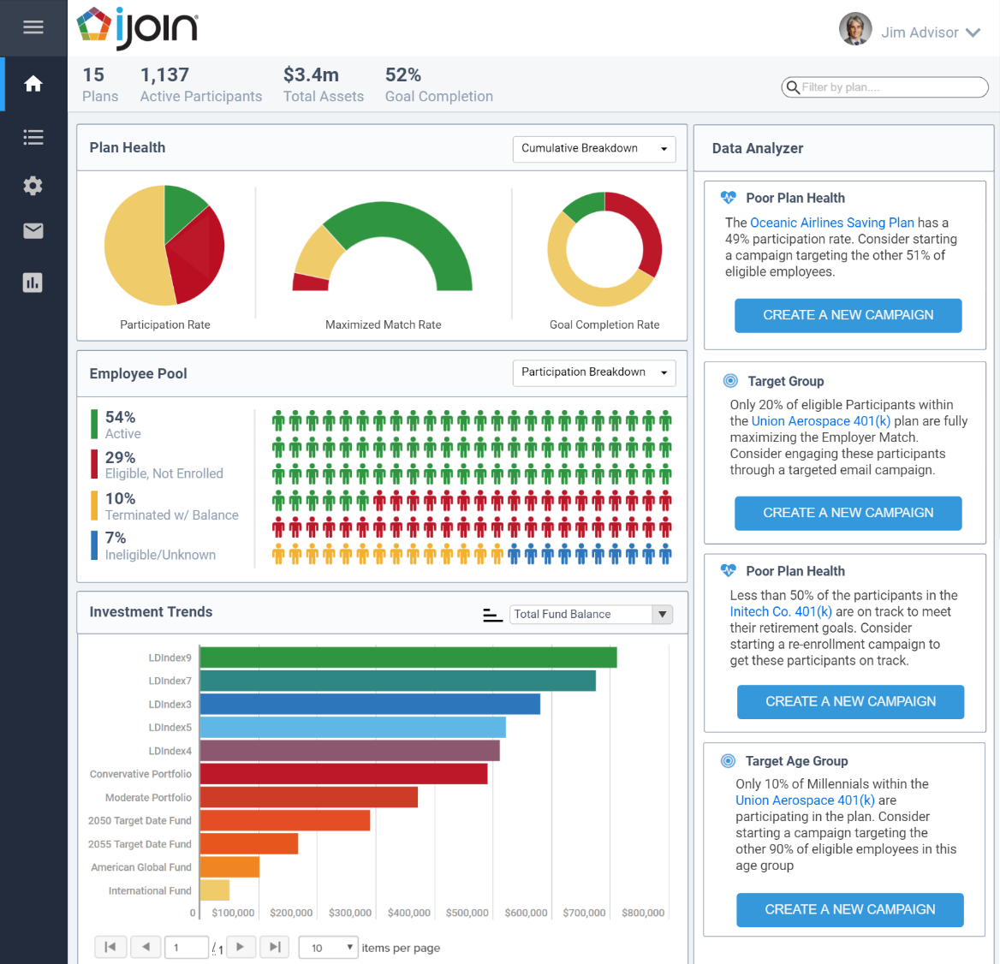 ijoin
Jim Advisor
15
Plans
1,137
Active Participants
$3.4m
Total Assets
52%
Goal Completion
Filter by plan....
Plan Health
Cumulative Breakdown
Participation Rate
Maximized Match Rate
Goal Completion Rate
Employee Pool
Participation Breakdown
54%
Active
29%
Eligible, Not Enrolled
10%
Terminated w/ Balance
7%
Ineligible/Unknown
Investment Trends
Total Fund Balance
LDIndex9
LDIndex7
LDIndex3
LDIndex5
LDIndex4
Convervative Portfolio
Moderate Portfolio
2050 Target Date Fund
2055 Target Date Fund
American Global Fund
International Fund
0 $100,000 $200,000 $300,000 $400,000 $500,000 $600,000 $700,000 $800,000
1 / 1 10 items per page
Data Analyzer
Poor Plan Health
The Oceanic Airlines Saving Plan has a
49% participation rate. Consider starting
a campaign targeting the other 51% of
eligible employees.
CREATE A NEW CAMPAIGN
Target Group
Only 20% of eligible Participants within
the Union Aerospace 401(k) plan are fully
maximizing the Employer Match.
Consider engaging these participants
through a targeted email campaign.
CREATE A NEW CAMPAIGN
Poor Plan Health
Less than 50% of the participants in the
Initech Co. 401(k) are on track to meet
their retirement goals. Consider
starting a re-enrollment campaign to
get these participants on track.
CREATE A NEW CAMPAIGN
Target Age Group
Only 10% of Millennials within the
Union Aerospace 401(k) are
participating in the plan. Consider
starting a campaign targeting the
other 90% of eligible employees in this
age group
CREATE A NEW CAMPAIGN